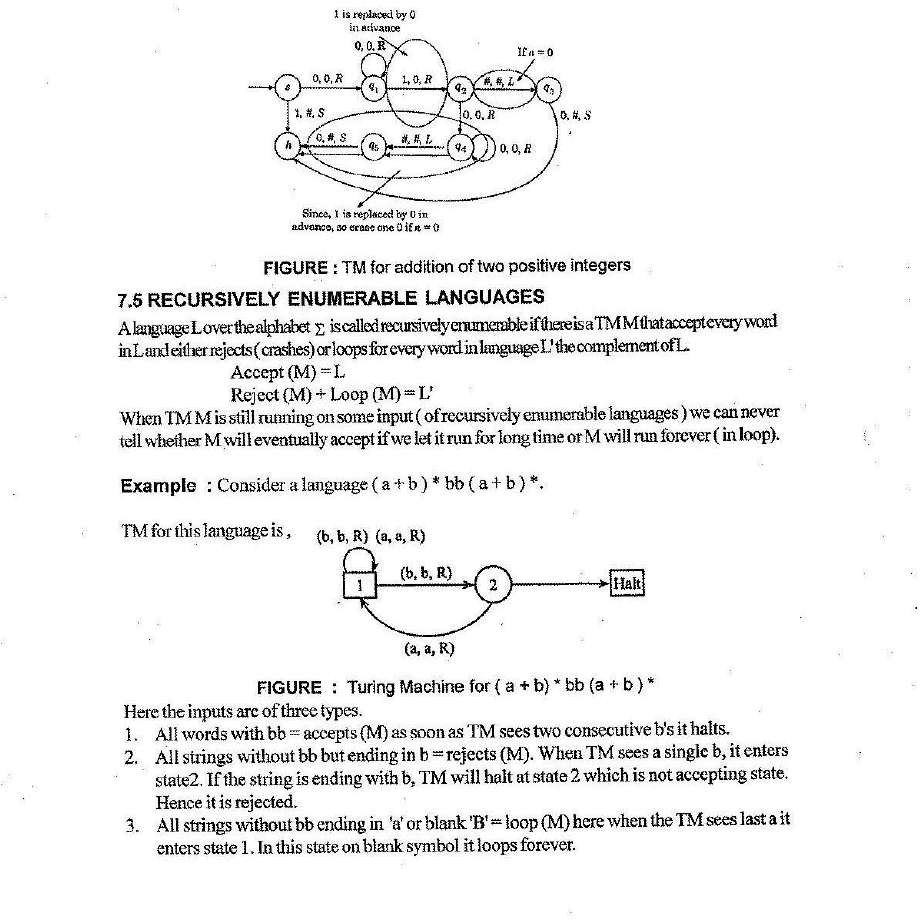 1 is replaced by 0
in advance
0, 0, R
If n = 0
s
0, 0, R
q1
1, 0, R
q2
#, #, L
q3
1, #, S
0, 0, R
0, #, S
h
0, #, S
q5
#, #, L
q4
0, 0, R
Since, 1 is replaced by 0 in
advance, so erase one 0 if n = 0
FIGURE : TM for addition of two positive integers
7.5 RECURSIVELY ENUMERABLE LANGUAGES
A language L over the alphabet Σ is called recursively enumerable if there is a TM M that accept every word
in L and either rejects ( crashes) or loops for every word in language L' the complement of L.
Accept (M) = L
Reject (M) + Loop (M) = L'
When TM M is still running on some input ( of recursively enumerable languages ) we can never
tell whether M will eventually accept if we let it run for long time or M will run forever ( in loop).
Example : Consider a language ( a + b ) * bb ( a + b ) *.
TM for this language is ,
(b, b, R) (a, a, R)
1
(b, b, R)
2
Halt
(a, a, R)
FIGURE : Turing Machine for ( a + b) * bb (a + b ) *
Here the inputs are of three types.
1. All words with bb = accepts (M) as soon as TM sees two consecutive b's it halts.
2. All strings without bb but ending in b = rejects (M). When TM sees a single b, it enters
state2. If the string is ending with b, TM will halt at state 2 which is not accepting state.
Hence it is rejected.
3. All strings without bb ending in 'a' or blank 'B' = loop (M) here when the TM sees last a it
enters state 1. In this state on blank symbol it loops forever.